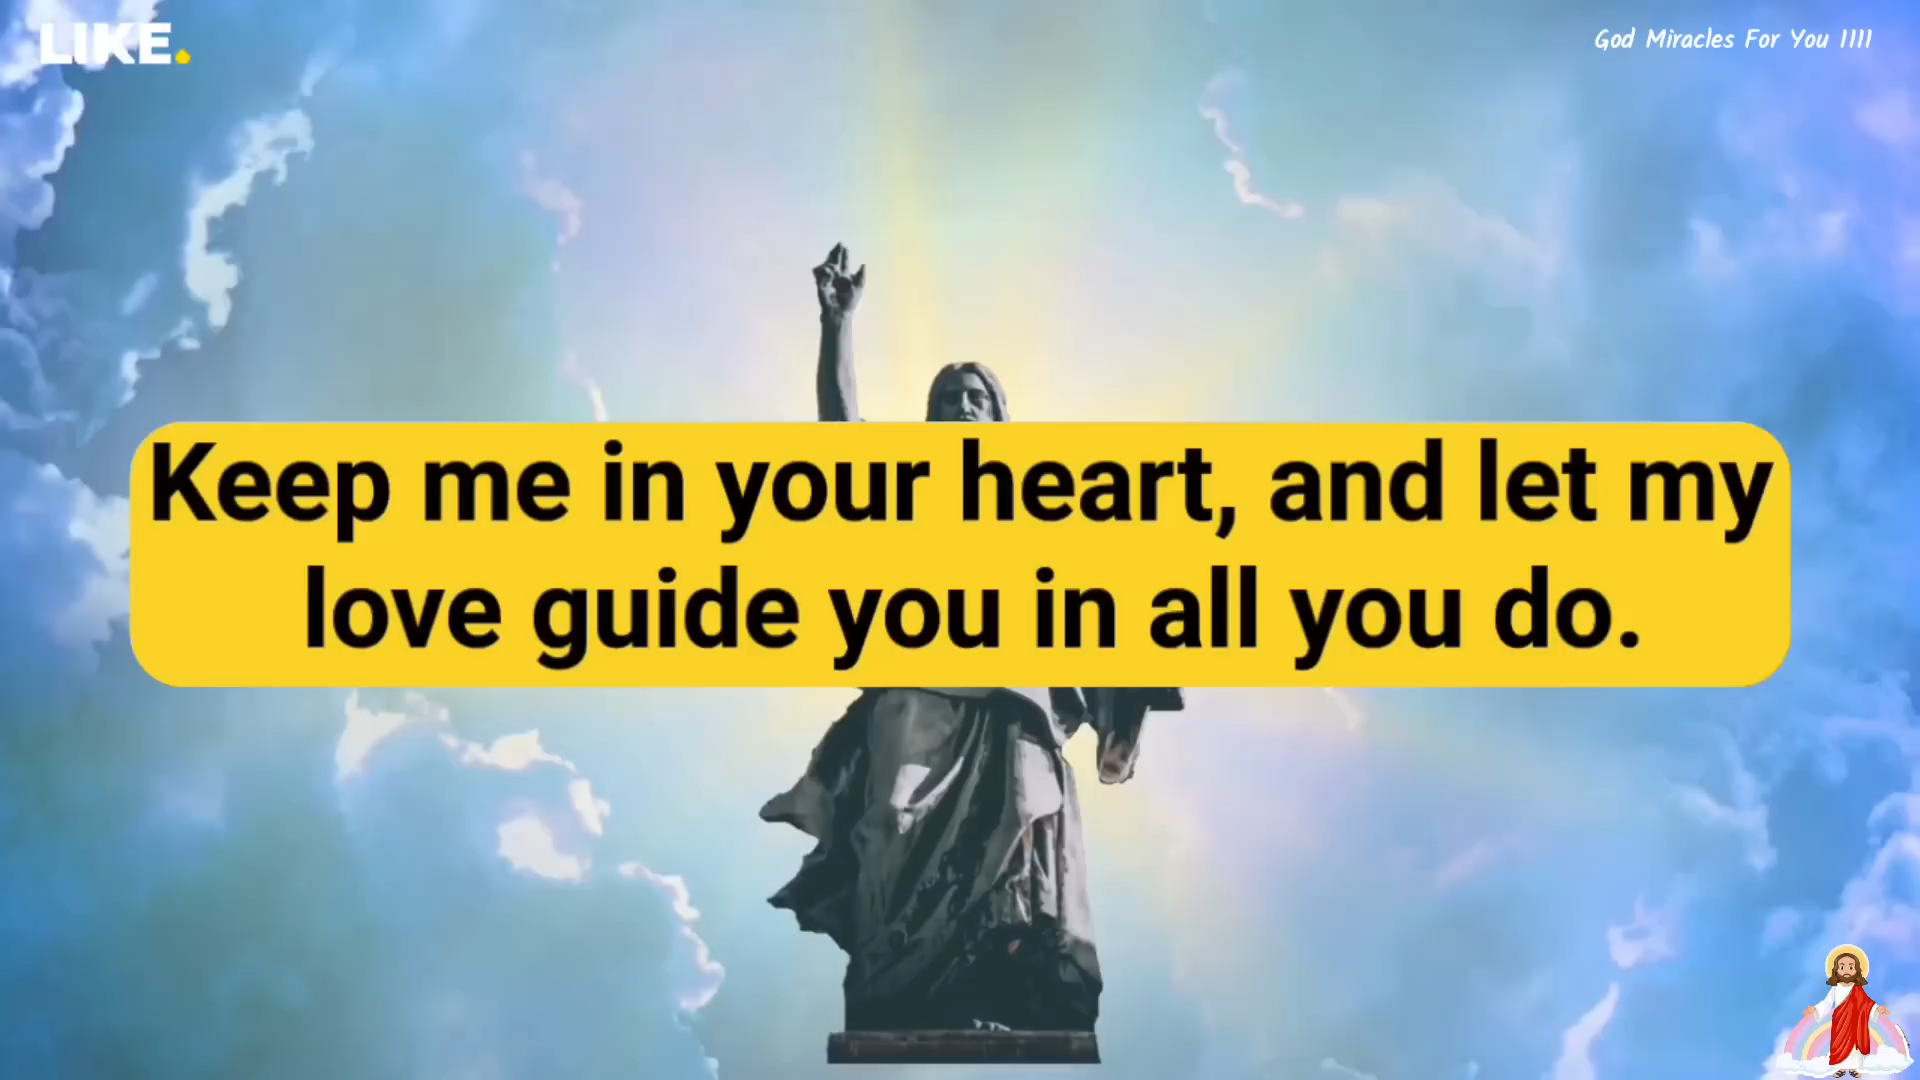 LIKE.
God Miracles For You 1111
Keep me in your heart, and let my
love guide you in all you do.